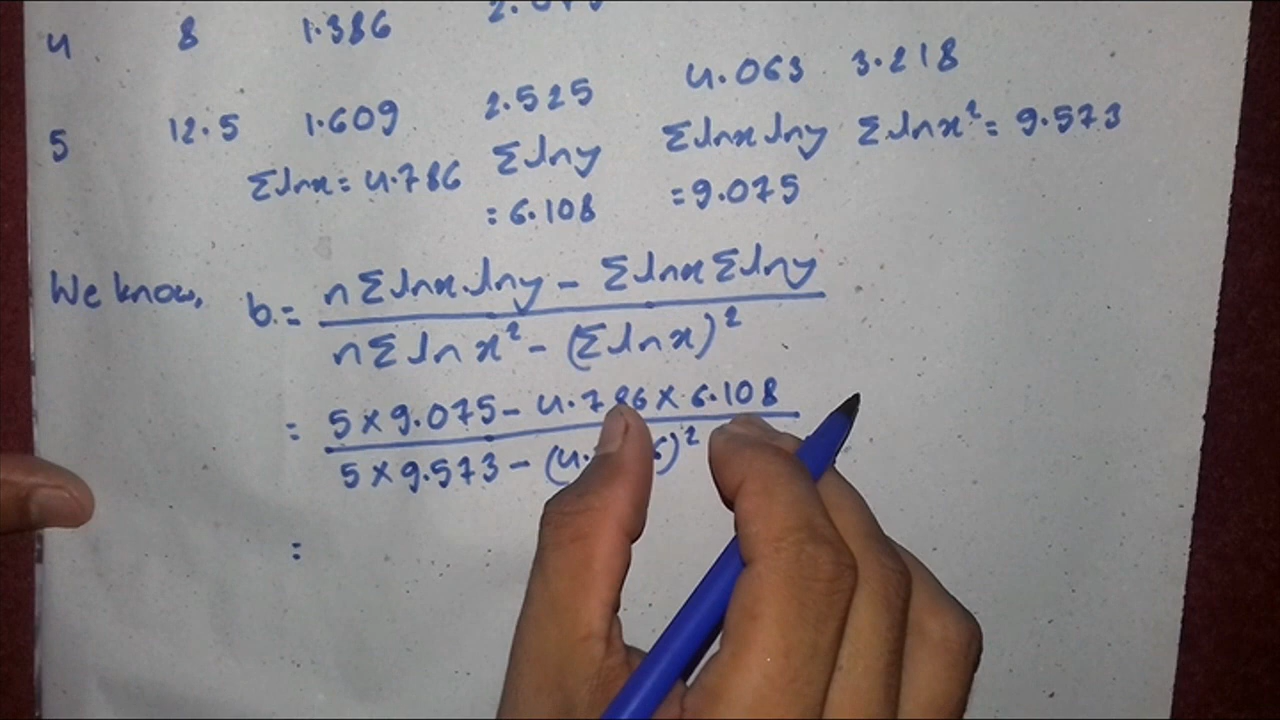 4 8 1.386
5 12.5 1.609 2.525 4.063 3.218
Σlnx = 4.786 Σlny = 6.108 Σlnx lny = 9.075 Σlnx² = 9.573
We know, b = nΣlnx.lny - ΣlnxΣlny
nΣlnx² - (Σlnx)²
= 5×9.075 - 4.786×6.108
5×9.573 - (4. 6)²
=